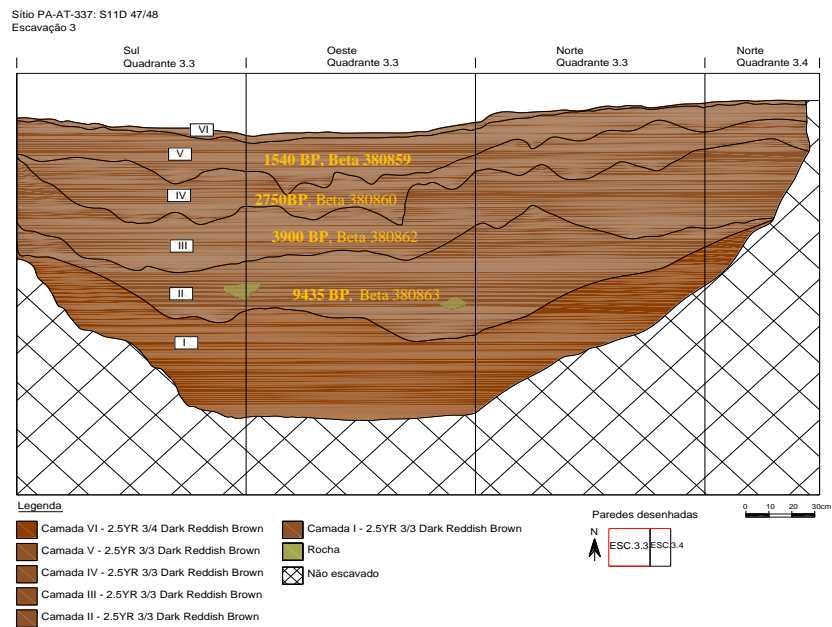 Sítio PA-AT-337: S11D 47/48
Escavação 3
Sul
Quadrante 3.3
Oeste
Quadrante 3.3
Norte
Quadrante 3.3
Norte
Quadrante 3.4
VI
V
1540 BP, Beta 380859
IV
2750BP, Beta 380860
3900 BP, Beta 380862
III
II
9435 BP, Beta 380863
I
Legenda
Camada VI - 2.5YR 3/4 Dark Reddish Brown
Camada V - 2.5YR 3/3 Dark Reddish Brown
Camada IV - 2.5YR 3/3 Dark Reddish Brown
Camada III - 2.5YR 3/3 Dark Reddish Brown
Camada II - 2.5YR 3/3 Dark Reddish Brown
Camada I - 2.5YR 3/3 Dark Reddish Brown
Rocha
Não escavado
Paredes desenhadas
N
ESC.3.3 ESC.3.4
0 10 20 30cm